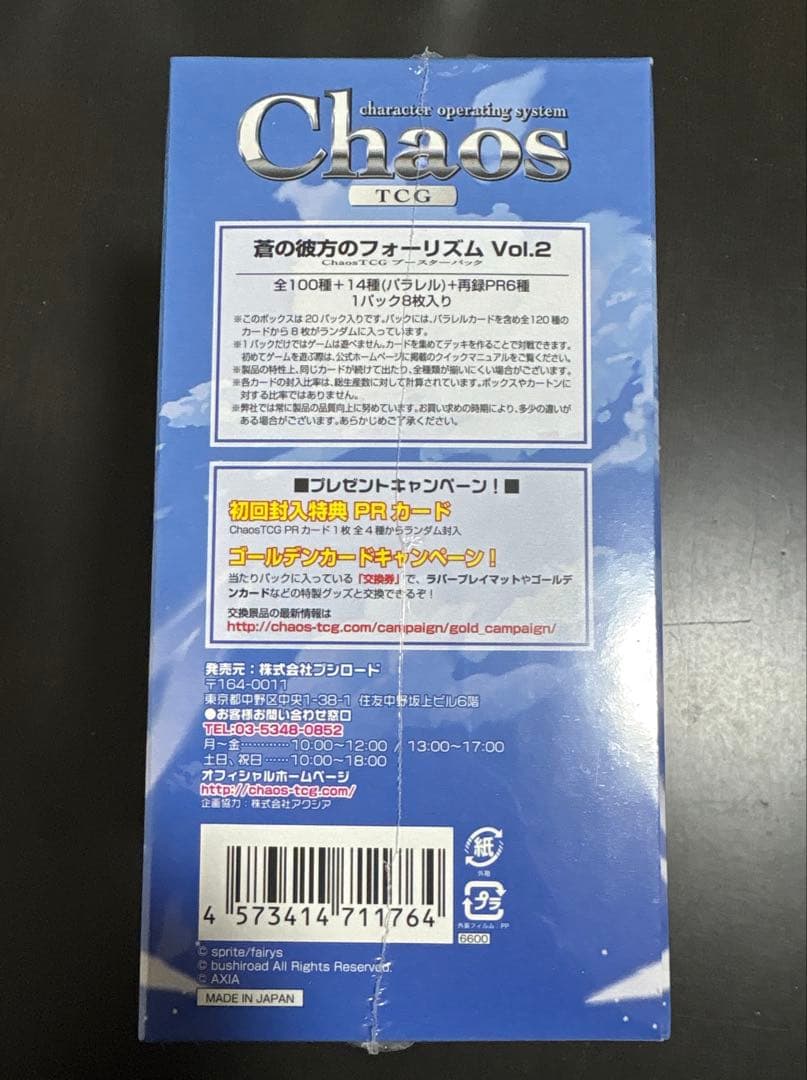 character operating system
Chaos
TCG
蒼の彼方のフォーリズム Vol.2
ChaosTCG ブースターパック
全100種+14種(パラレル)+再録PR6種
1パック8枚入り
※このボックスは20パック入りです。パックには、パラレルカードを含め全120種の
カードから8枚がランダムに入っています。
※1パックだけではゲームは遊べません。カードを集めてデッキを作ることで対戦できます。
初めてゲームを遊ぶ際は、公式ホームページに掲載のクイックマニュアルをご覧ください。
※製品の特性上、同じカードが続けて出たり、全種類が揃いにくい場合がございます。
※各カードの封入比率は、総生産数に対して計算されています。ボックスやカートンに
対する比率ではありません。
※弊社では常に製品の品質向上に努めています。お買い求めの時期により、多少の違いが
ある場合がございます。あらかじめご了承ください。
■プレゼントキャンペーン!■
初回封入特典 PRカード
ChaosTCG PRカード1枚 全4種からランダム封入
ゴールデンカードキャンペーン!
当たりパックに入っている「交換券」で、ラバープレイマットやゴールデ
ンカードなどの特製グッズと交換できるぞ!
交換景品の最新情報は
http://chaos-tcg.com/campaign/gold_campaign/
発売元:株式会社ブシロード
〒164-0011
東京都中野区中央1-38-1 住友中野坂上ビル6階
●お客様お問い合わせ窓口
TEL:03-5348-0852
月~金…………10:00~12:00 / 13:00~17:00
土日、祝日……10:00~18:00
オフィシャルホームページ
http://chaos-tcg.com/
企画協力:株式会社アクシア
紙
外箱
プラ
外装フィルム:PP
4 573414 711764
6600
© sprite/fairys
© bushiroad All Rights Reserved.
© AXIA
MADE IN JAPAN